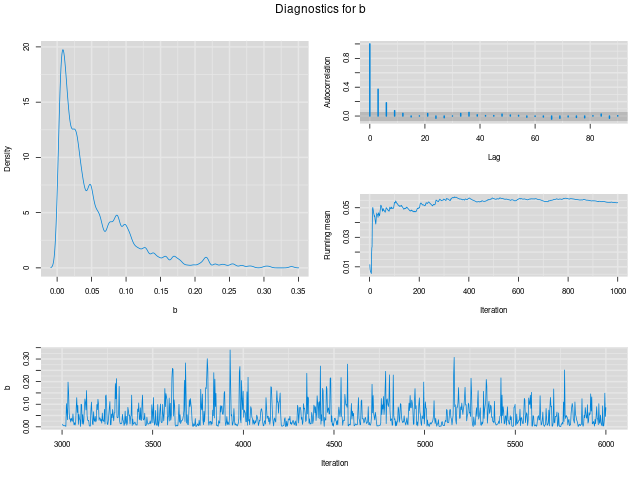 Diagnostics for b
Density
20
15
10
5
0
0.00 0.05 0.10 0.15 0.20 0.25 0.30 0.35
b
Autocorrelation
0.8
0.4
0.0
0 20 40 60 80
Lag
Running mean
0.05
0.03
0.01
0 200 400 600 800 1000
Iteration
b
0.30
0.20
0.10
0.00
3000 3500 4000 4500 5000 5500 6000
Iteration